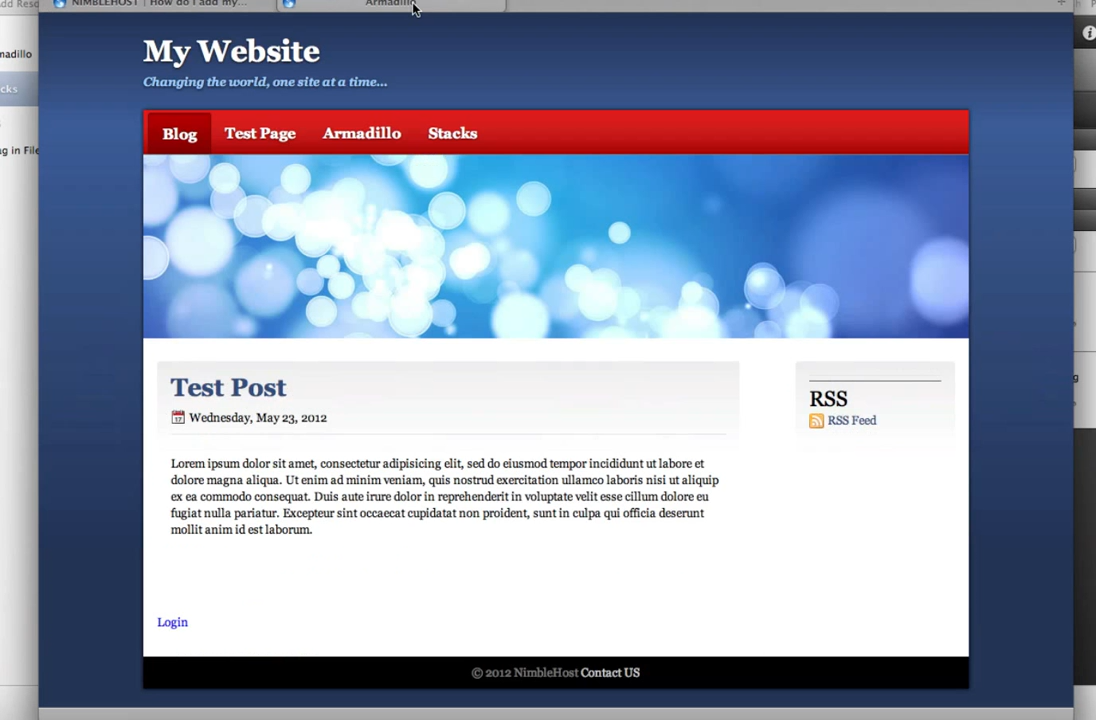 NIMBLEHOST | How do I add my...
Armadillo
My Website
Changing the world, one site at a time...
Blog
Test Page
Armadillo
Stacks
Test Post
17
Wednesday, May 23, 2012
Lorem ipsum dolor sit amet, consectetur adipisicing elit, sed do eiusmod tempor incididunt ut labore et
dolore magna aliqua. Ut enim ad minim veniam, quis nostrud exercitation ullamco laboris nisi ut aliquip
ex ea commodo consequat. Duis aute irure dolor in reprehenderit in voluptate velit esse cillum dolore eu
fugiat nulla pariatur. Excepteur sint occaecat cupidatat non proident, sunt in culpa qui officia deserunt
mollit anim id est laborum.
RSS
RSS Feed
Login
© 2012 NimbleHost Contact US